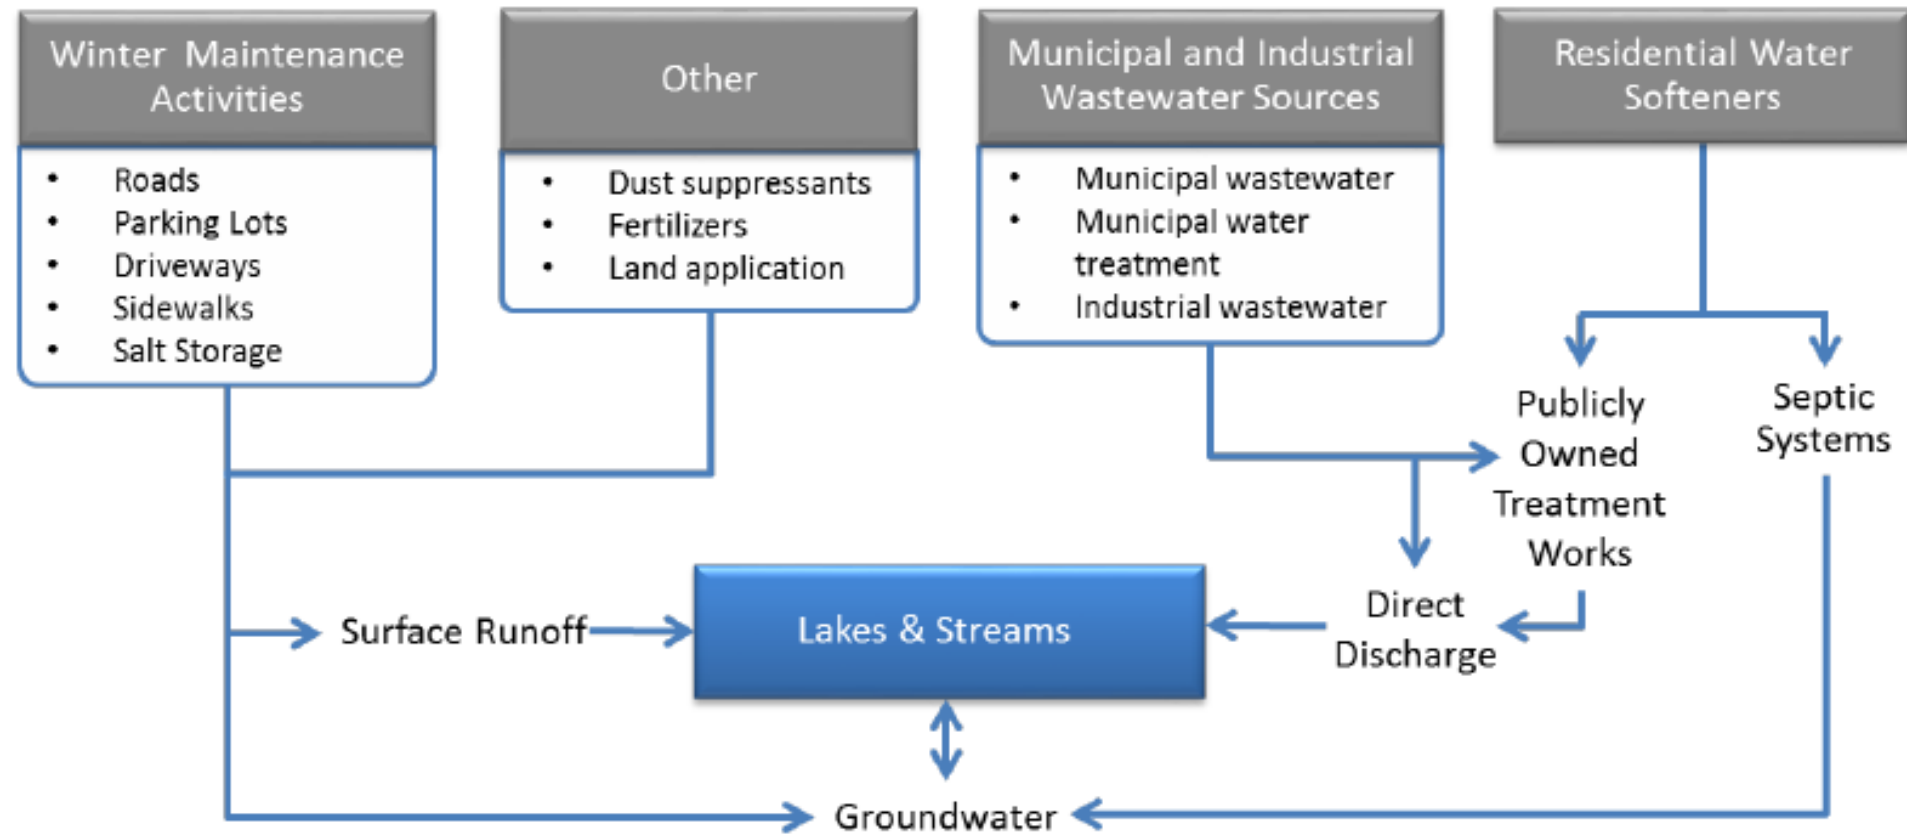 Winter Maintenance
Activities
• Roads
• Parking Lots
• Driveways
• Sidewalks
• Salt Storage
Other
• Dust suppressants
• Fertilizers
• Land application
Municipal and Industrial
Wastewater Sources
• Municipal wastewater
• Municipal water
treatment
• Industrial wastewater
Residential Water
Softeners
Publicly
Owned
Treatment
Works
Septic
Systems
Surface Runoff
Lakes & Streams
Direct
Discharge
Groundwater